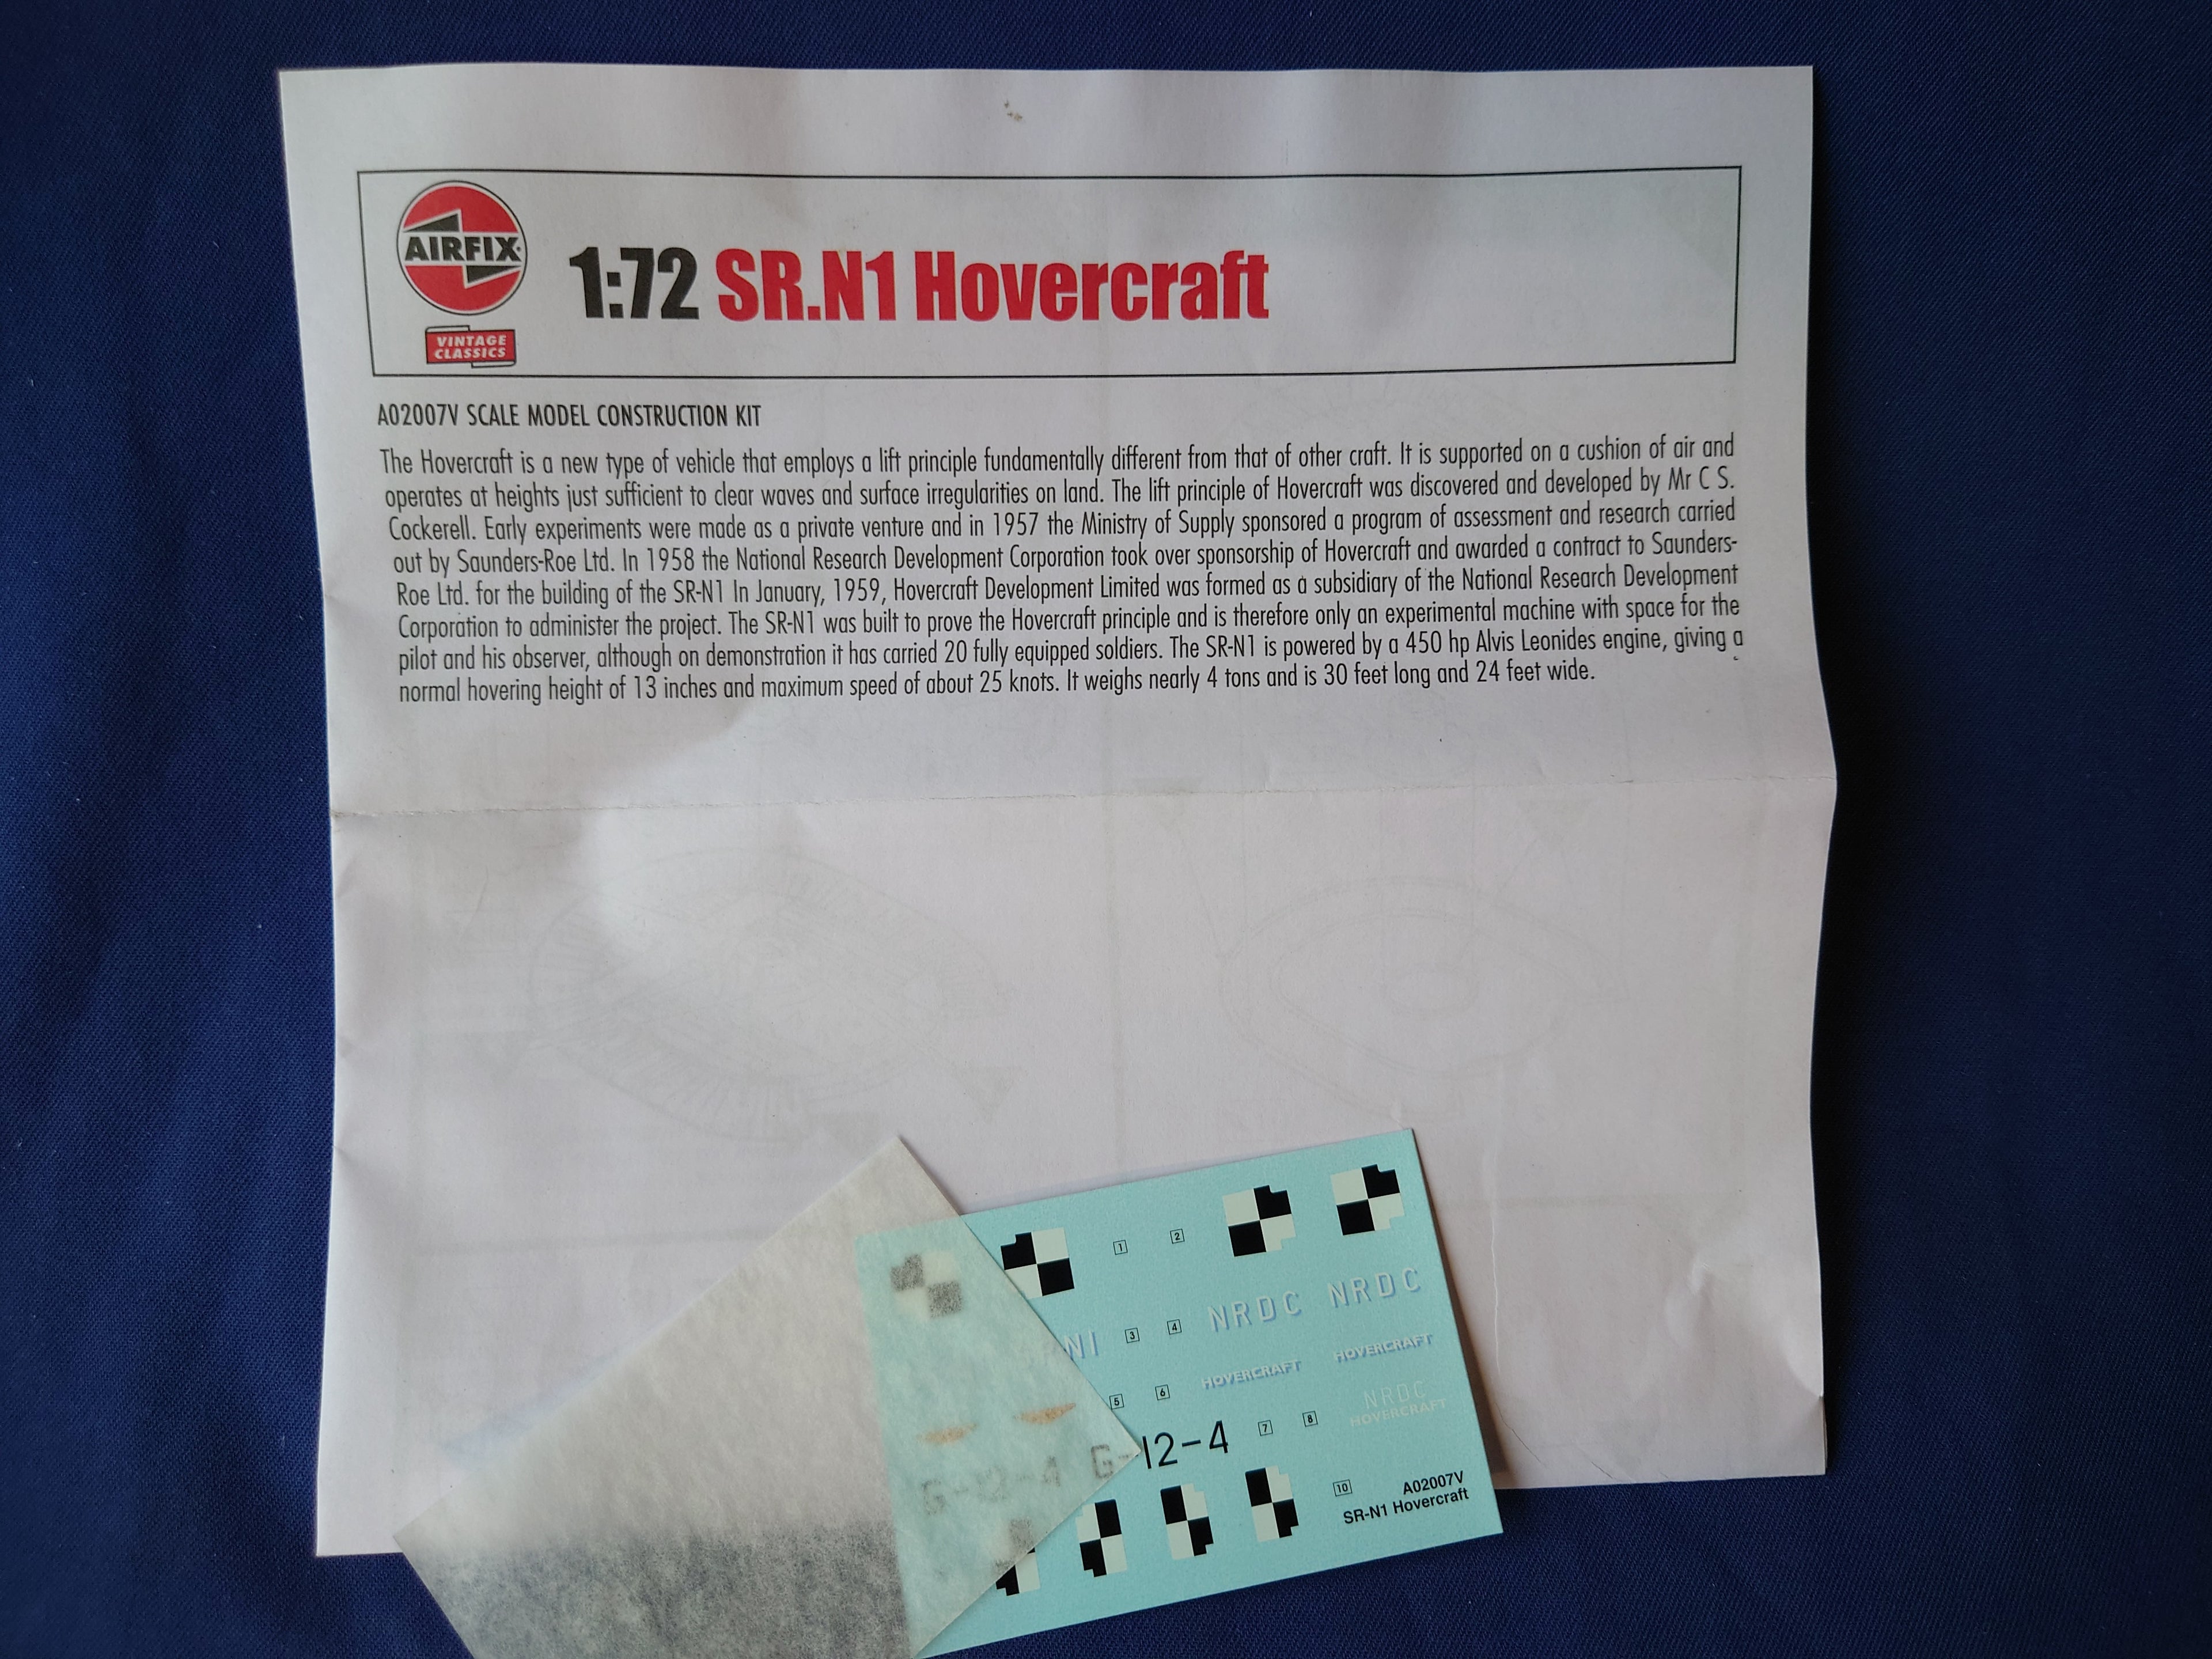 AIRFIX
VINTAGE
CLASSICS
1:72 SR.N1 Hovercraft
A02007V SCALE MODEL CONSTRUCTION KIT
The Hovercraft is a new type of vehicle that employs a lift principle fundamentally different from that of other craft. It is supported on a cushion of air and
operates at heights just sufficient to clear waves and surface irregularities on land. The lift principle of Hovercraft was discovered and developed by Mr C S.
Cockerell. Early experiments were made as a private venture and in 1957 the Ministry of Supply sponsored a program of assessment and research carried
out by Saunders-Roe Ltd. In 1958 the National Research Development Corporation took over sponsorship of Hovercraft and awarded a contract to Saunders-
Roe Ltd. for the building of the SR-N1 In January, 1959, Hovercraft Development Limited was formed as a subsidiary of the National Research Development
Corporation to administer the project. The SR-N1 was built to prove the Hovercraft principle and is therefore only an experimental machine with space for the
pilot and his observer, although on demonstration it has carried 20 fully equipped soldiers. The SR-N1 is powered by a 450 hp Alvis Leonides engine, giving a
normal hovering height of 13 inches and maximum speed of about 25 knots. It weighs nearly 4 tons and is 30 feet long and 24 feet wide.
1 2
NI 3 4 NRDC NRDC
5 6 HOVERCRAFT HOVERCRAFT
NRDC
HOVERCRAFT
G-12-4 G-12-4 7 8
10
A02007V
SR-N1 Hovercraft